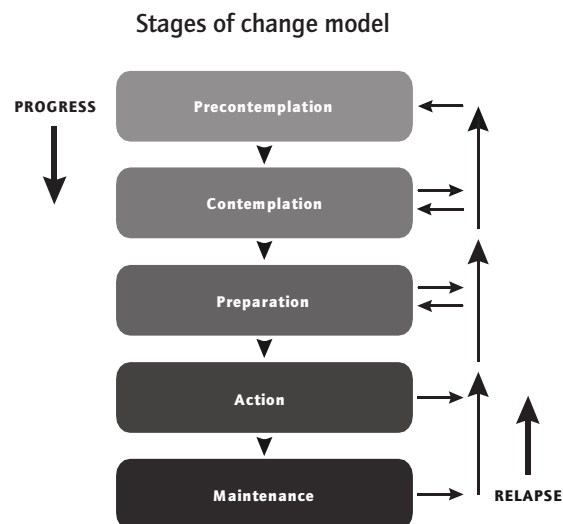 Stages of change model
PROGRESS
Precontemplation
Contemplation
Preparation
Action
Maintenance
RELAPSE